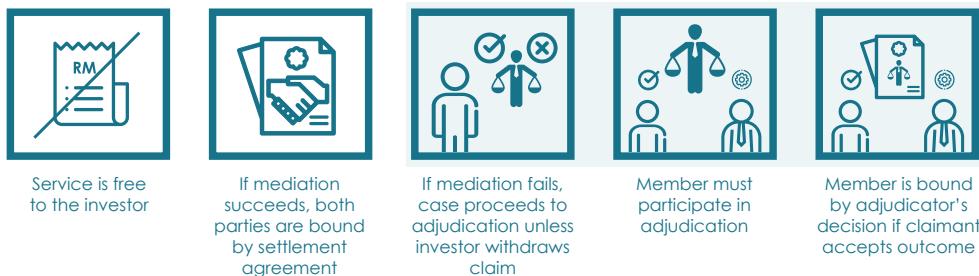 RM
Service is free
to the investor
If mediation
succeeds, both
parties are bound
by settlement
agreement
If mediation fails,
case proceeds to
adjudication unless
investor withdraws
claim
Member must
participate in
adjudication
Member is bound
by adjudicator's
decision if claimant
accepts outcome